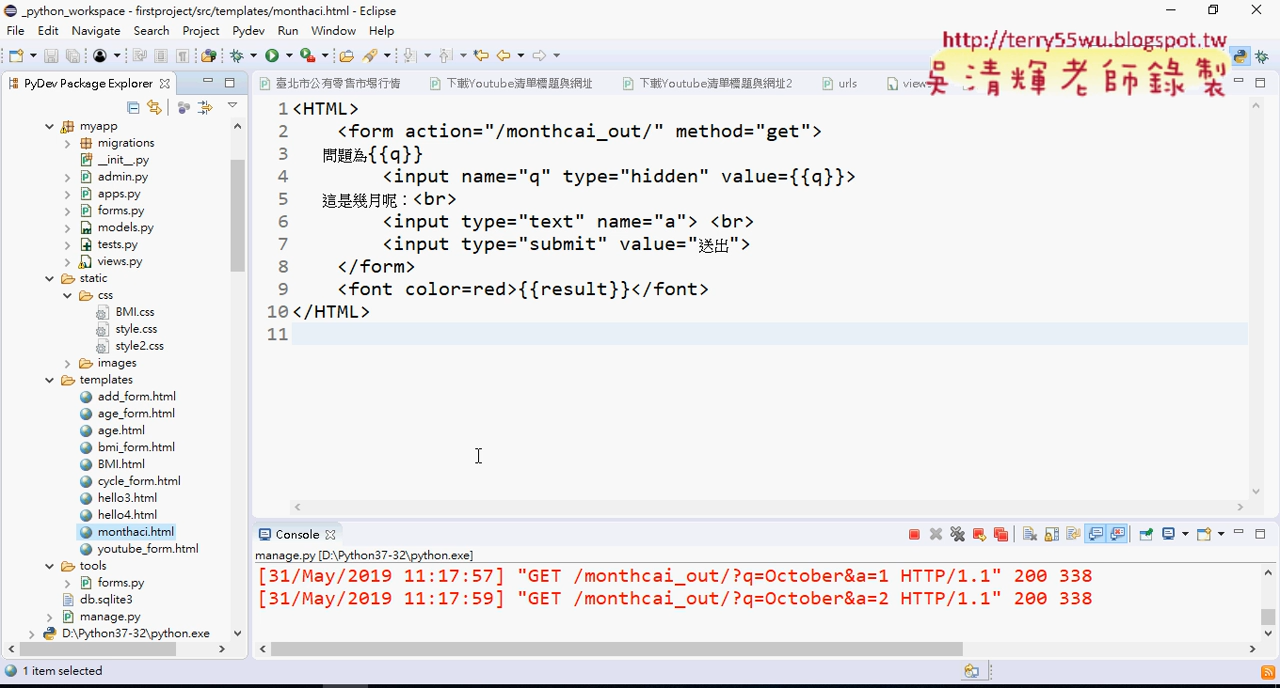 _python_workspace - firstproject/src/templates/monthaci.html - Eclipse
File Edit Navigate Search Project Pydev Run Window Help
http://terry55wu.blogspot.tw
吳清輝老師錄製
PyDev Package Explorer
臺北市公有零售市場行情 下載Youtube清單標題與網址 下載Youtube清單標題與網址2 urls view
myapp
migrations
__init__.py
admin.py
apps.py
forms.py
models.py
tests.py
views.py
static
css
BMI.css
style.css
style2.css
images
templates
add_form.html
age_form.html
age.html
bmi_form.html
BMI.html
cycle_form.html
hello3.html
hello4.html
monthaci.html
youtube_form.html
tools
forms.py
db.sqlite3
manage.py
D:\Python37-32\python.exe
1 <HTML>
2 <form action="/monthcai_out/" method="get">
3 問題為{{q}}
4 <input name="q" type="hidden" value={{q}}>
5 這是幾月呢：<br>
6 <input type="text" name="a"> <br>
7 <input type="submit" value="送出">
8 </form>
9 <font color=red>{{result}}</font>
10 </HTML>
11
Console
manage.py [D:\Python37-32\python.exe]
[31/May/2019 11:17:57] "GET /monthcai_out/?q=October&a=1 HTTP/1.1" 200 338
[31/May/2019 11:17:59] "GET /monthcai_out/?q=October&a=2 HTTP/1.1" 200 338
1 item selected